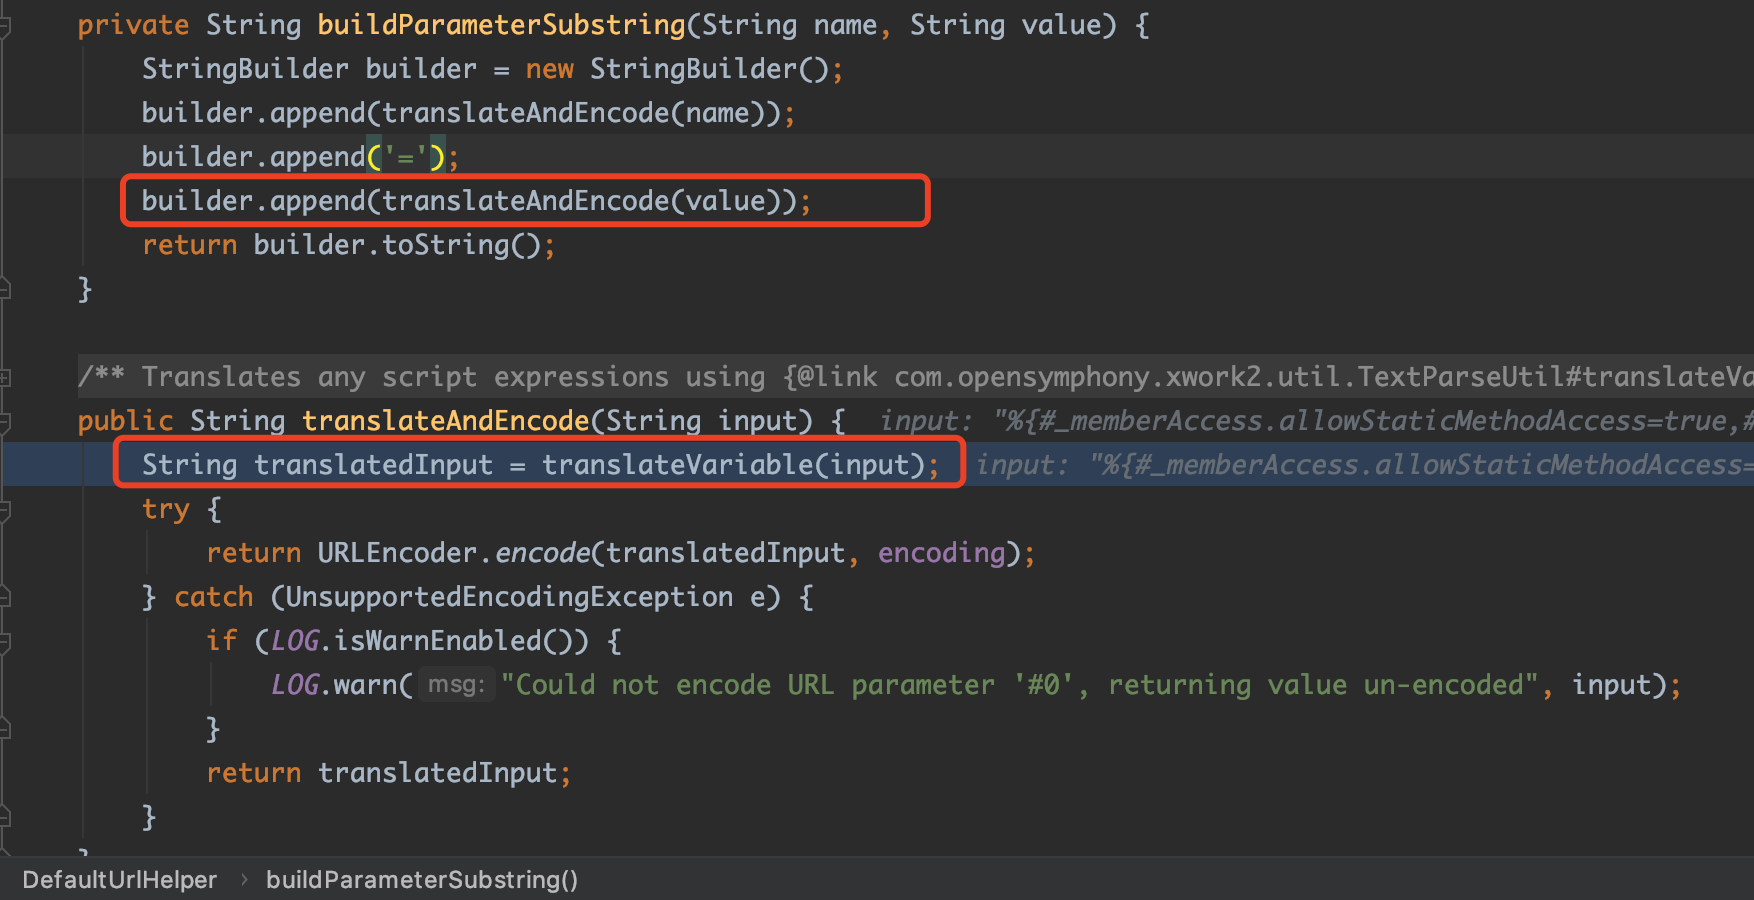 private String buildParameterSubstring(String name, String value) {
StringBuilder builder = new StringBuilder();
builder.append(translateAndEncode(name));
builder.append('=');
builder.append(translateAndEncode(value));
return builder.toString();
}
/** Translates any script expressions using {@link com.opensymphony.xwork2.util.TextParseUtil#translateVa
public String translateAndEncode(String input) { input: "%{#_memberAccess.allowStaticMethodAccess=true,#
String translatedInput = translateVariable(input); input: "%{#_memberAccess.allowStaticMethodAccess=
try {
return URLEncoder.encode(translatedInput, encoding);
} catch (UnsupportedEncodingException e) {
if (LOG.isWarnEnabled()) {
LOG.warn( msg: "Could not encode URL parameter '#0', returning value un-encoded", input);
}
return translatedInput;
}
DefaultUrlHelper › buildParameterSubstring()